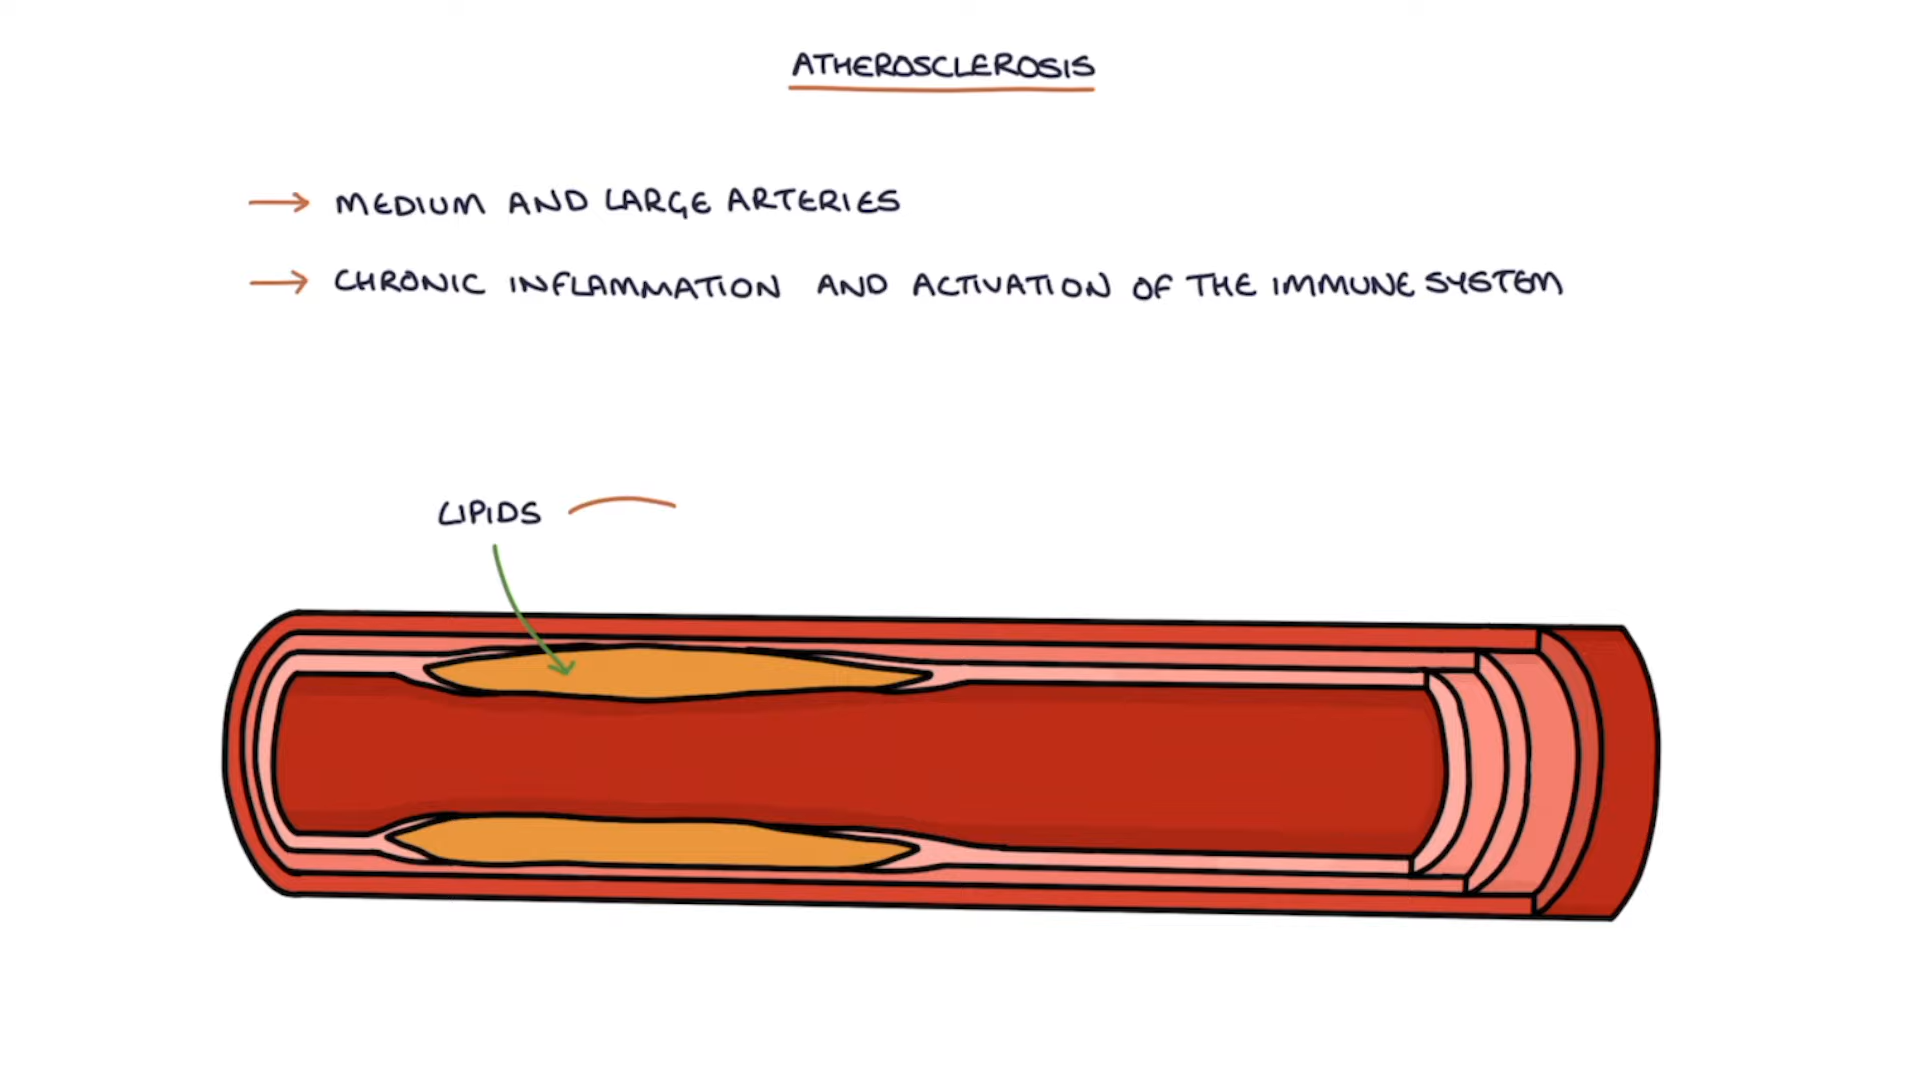 ATHEROSCLEROSIS
→ MEDIUM AND LARGE ARTERIES
→ CHRONIC INFLAMMATION AND ACTIVATION OF THE IMMUNE SYSTEM
LIPIDS